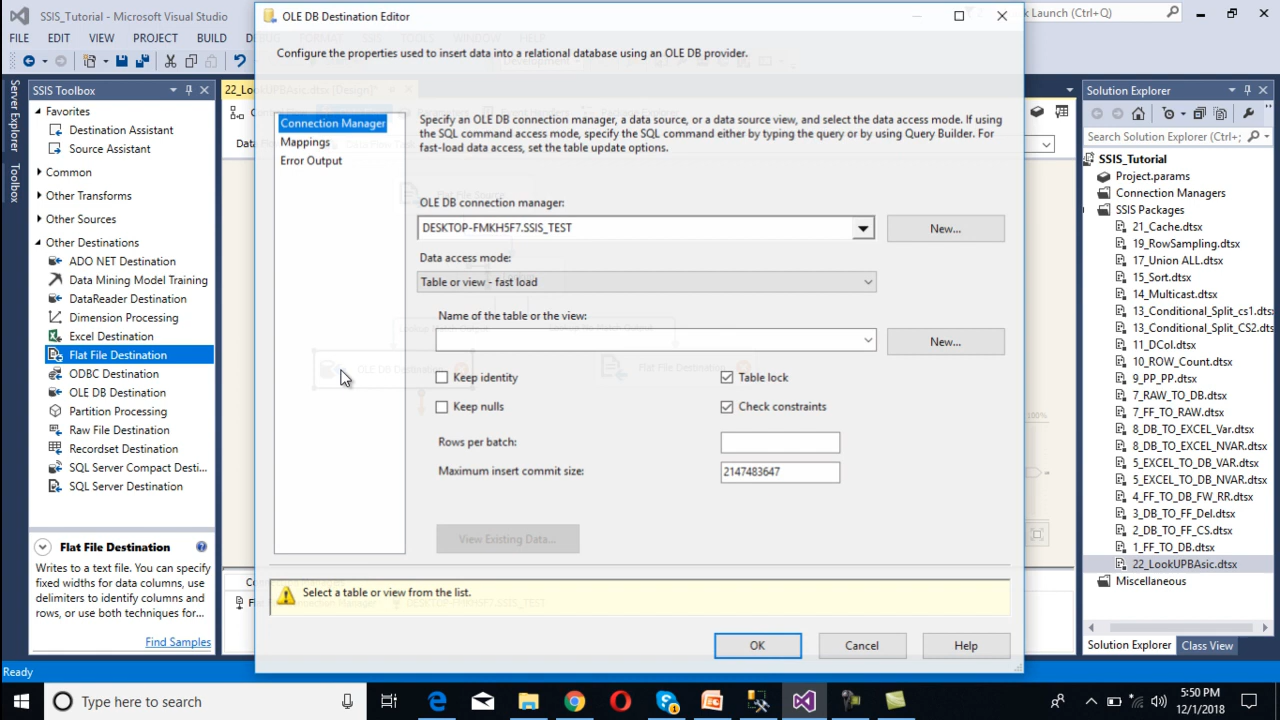 SSIS_Tutorial - Microsoft Visual Studio
OLE DB Destination Editor
Launch (Ctrl+Q)
FILE EDIT VIEW PROJECT BUILD
Configure the properties used to insert data into a relational database using an OLE DB provider.
Server Explorer
Toolbox
SSIS Toolbox
Favorites
Destination Assistant
Source Assistant
Common
Other Transforms
Other Sources
Other Destinations
ADO NET Destination
Data Mining Model Training
DataReader Destination
Dimension Processing
Excel Destination
Flat File Destination
ODBC Destination
OLE DB Destination
Partition Processing
Raw File Destination
Recordset Destination
SQL Server Compact Desti...
SQL Server Destination
Flat File Destination
Writes to a text file. You can specify
fixed widths for data columns, use
delimiters to identify columns and
rows, or use both techniques for...
Find Samples
22_LookUPBAsic.dtsx [Design]*
Connection Manager
Mappings
Error Output
Specify an OLE DB connection manager, a data source, or a data source view, and select the data access mode. If using
the SQL command access mode, specify the SQL command either by typing the query or by using Query Builder. For
fast-load data access, set the table update options.
OLE DB connection manager:
DESKTOP-FMKH5F7.SSIS_TEST
New...
Data access mode:
Table or view - fast load
Name of the table or the view:
New...
Keep identity
Table lock
Keep nulls
Check constraints
Rows per batch:
Maximum insert commit size:
2147483647
View Existing Data...
Select a table or view from the list.
OK Cancel Help
100%
Solution Explorer
Search Solution Explorer (Ctrl+;)
SSIS_Tutorial
Project.params
Connection Managers
SSIS Packages
21_Cache.dtsx
19_RowSampling.dtsx
17_Union ALL.dtsx
15_Sort.dtsx
14_Multicast.dtsx
13_Conditional_Split_cs1.dtsx
13_Conditional_Split_CS2.dtsx
11_DCol.dtsx
10_ROW_Count.dtsx
9_PP_PP.dtsx
7_RAW_TO_DB.dtsx
7_FF_TO_RAW.dtsx
8_DB_TO_EXCEL_Var.dtsx
8_DB_TO_EXCEL_NVAR.dtsx
5_EXCEL_TO_DB_VAR.dtsx
5_EXCEL_TO_DB_NVAR.dtsx
4_FF_TO_DB_FW_RR.dtsx
3_DB_TO_FF_Del.dtsx
2_DB_TO_FF_CS.dtsx
1_FF_TO_DB.dtsx
22_LookUPBAsic.dtsx
Miscellaneous
Solution Explorer Class View
Ready
Type here to search
5:50 PM
12/1/2018